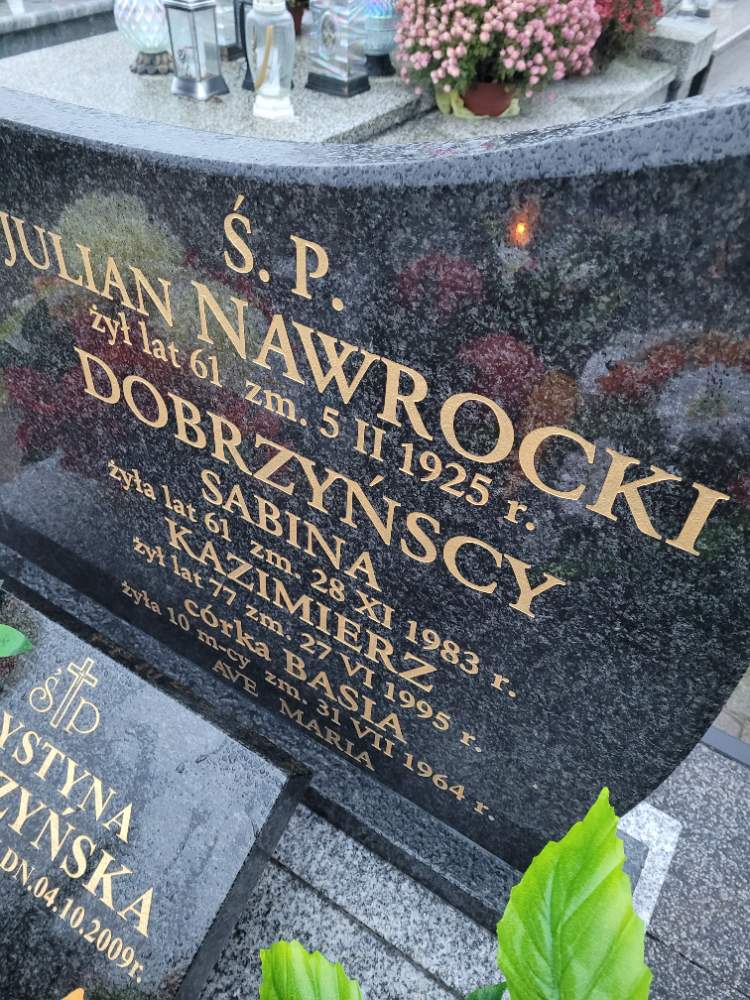 Ś. P.
JULIAN NAWROCKI
żył lat 61 zm. 5 II 1925 r.
DOBRZYŃSCY
SABINA
żyła lat 61 zm. 28 XI 1983 r.
KAZIMIERZ
żył lat 77 zm. 27 VI 1995 r.
córka BASIA
żyła 10 m-cy zm. 31 VII 1964 r.
AVE MARIA
ŚP
YSTYNA
ZYŃSKA
DN.04.10.2009r.